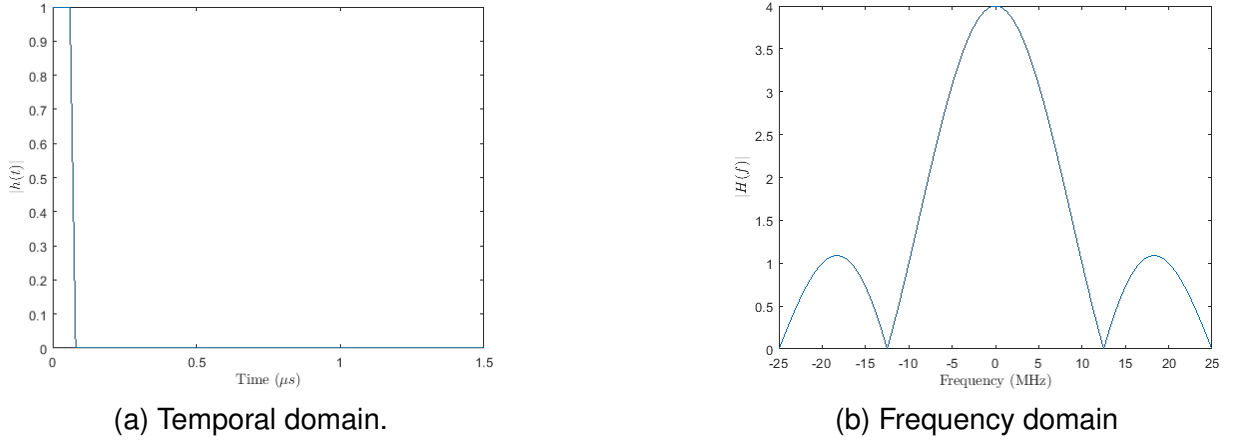 1
0.9
0.8
0.7
0.6
0.5
0.4
0.3
0.2
0.1
0
|h(t)|
0 0.5 1 1.5
Time (μs)
(a) Temporal domain.
4
3.5
3
2.5
2
1.5
1
0.5
0
|H(f)|
-25 -20 -15 -10 -5 0 5 10 15 20 25
Frequency (MHz)
(b) Frequency domain